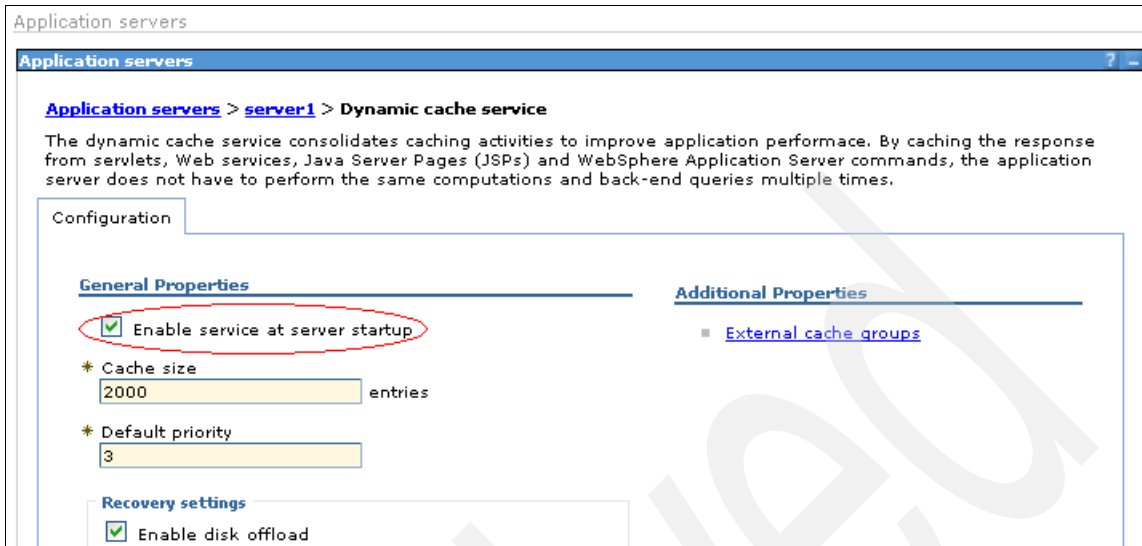 Application servers
Application servers ? –
Application servers > server1 > Dynamic cache service
The dynamic cache service consolidates caching activities to improve application performace. By caching the response
from servlets, Web services, Java Server Pages (JSPs) and WebSphere Application Server commands, the application
server does not have to perform the same computations and back-end queries multiple times.
Configuration
General Properties
Enable service at server startup
* Cache size
2000 entries
* Default priority
3
Recovery settings
Enable disk offload
Additional Properties
External cache groups